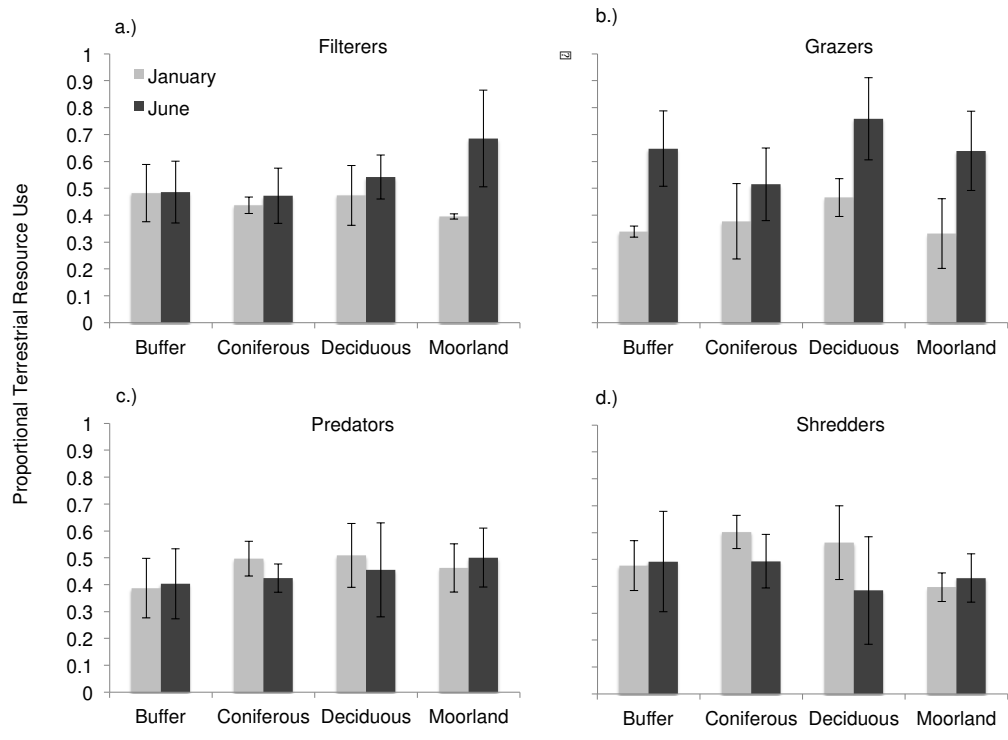 a.)
Filterers
1
0.9
0.8
0.7
0.6
0.5
0.4
0.3
0.2
0.1
0
January
June
Buffer Coniferous Deciduous Moorland
b.)
Grazers
Buffer Coniferous Deciduous Moorland
Proportional Terrestrial Resource Use
c.)
Predators
1
0.9
0.8
0.7
0.6
0.5
0.4
0.3
0.2
0.1
0
Buffer Coniferous Deciduous Moorland
d.)
Shredders
Buffer Coniferous Deciduous Moorland